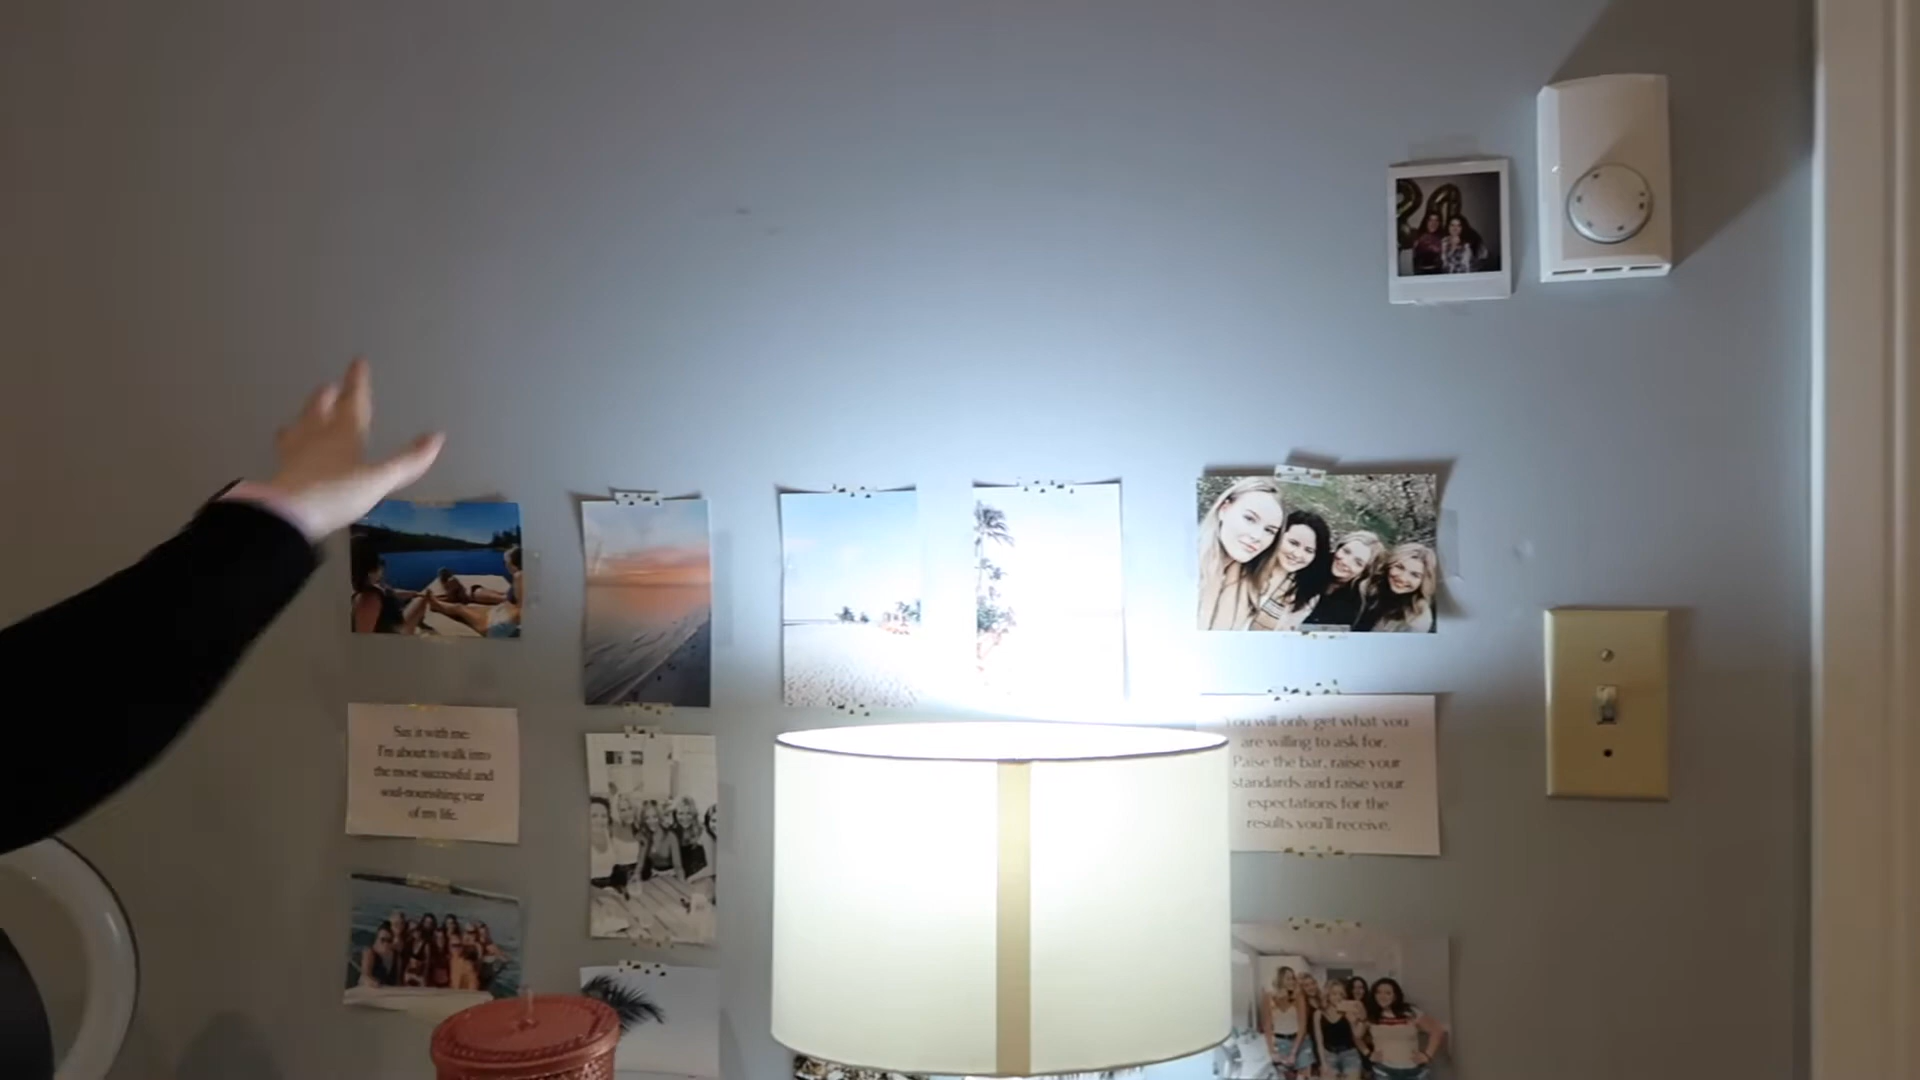 21
Say it with me:
I'm about to walk into
the most successful and
soul-nourishing year
of my life.
You will only get what you
are willing to ask for.
Raise the bar, raise your
standards and raise your
expectations for the
results you'll receive.